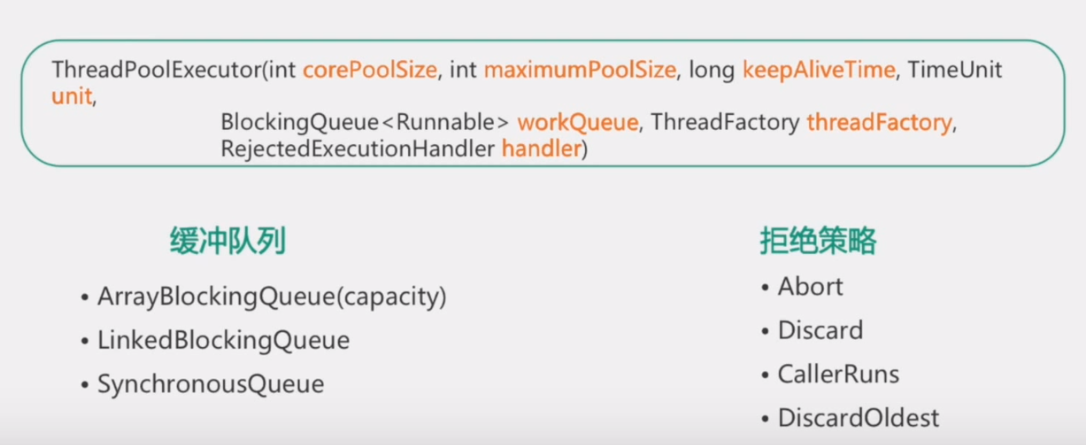 ThreadPoolExecutor(int corePoolSize, int maximumPoolSize, long keepAliveTime, TimeUnit
unit,
BlockingQueue<Runnable> workQueue, ThreadFactory threadFactory,
RejectedExecutionHandler handler)
缓冲队列
• ArrayBlockingQueue(capacity)
• LinkedBlockingQueue
• SynchronousQueue
拒绝策略
• Abort
• Discard
• CallerRuns
• DiscardOldest